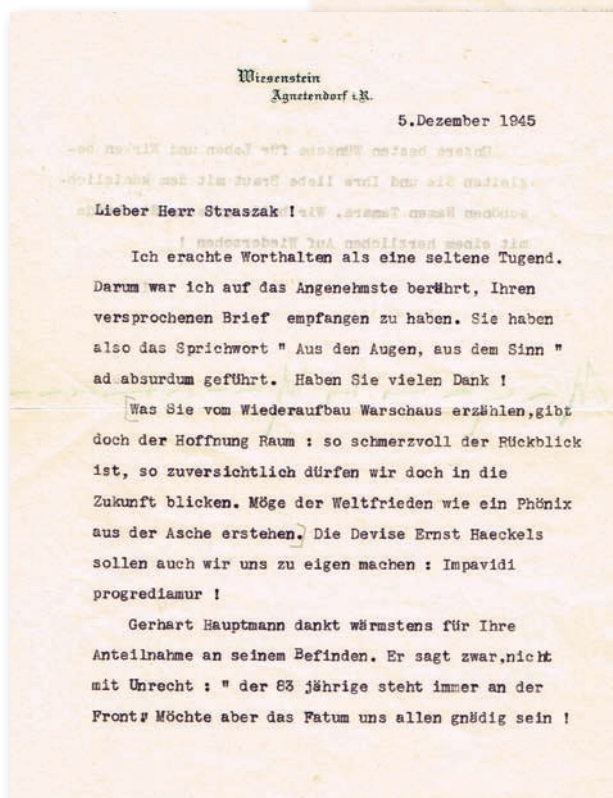 Wiesenstein
Agnetendorf i.R.
5.Dezember 1945
Lieber Herr Straszak !
Ich erachte Worthalten als eine seltene Tugend.
Darum war ich auf das Angenehmste berührt, Ihren
versprochenen Brief empfangen zu haben. Sie haben
also das Sprichwort " Aus den Augen, aus dem Sinn "
ad absurdum geführt. Haben Sie vielen Dank !
[Was Sie vom Wiederaufbau Warschaus erzählen,gibt
doch der Hoffnung Raum : so schmerzvoll der Rückblick
ist, so zuversichtlich dürfen wir doch in die
Zukunft blicken. Möge der Weltfrieden wie ein Phönix
aus der Asche erstehen.] Die Devise Ernst Haeckels
sollen auch wir uns zu eigen machen : Impavidi
progrediamur !
Gerhart Hauptmann dankt wärmstens für Ihre
Anteilnahme an seinem Befinden. Er sagt zwar,nicht
mit Unrecht : " der 83 jährige steht immer an der
Front" Möchte aber das Fatum uns allen gnädig sein !